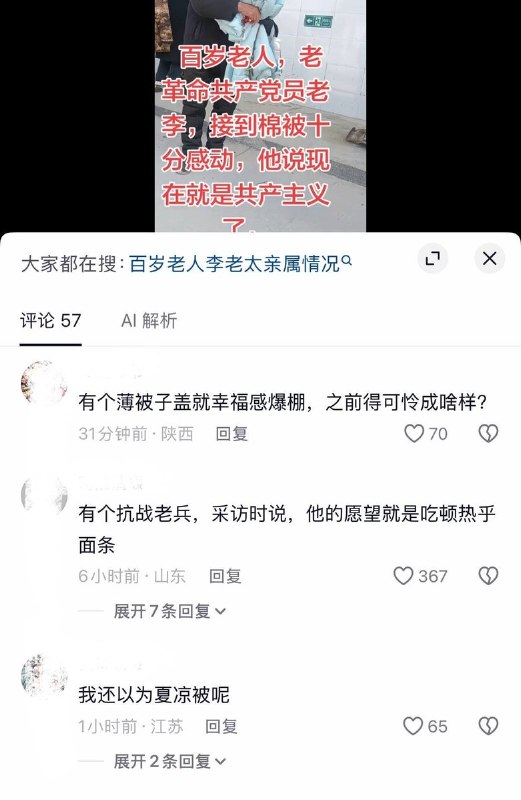 百岁老人，老
革命共产党员老
李，接到棉被十
分感动，他说现
在就是共产主义
了。
大家都在搜：百岁老人李老太亲属情况
评论 57
AI 解析
有个薄被子盖就幸福感爆棚，之前得可怜成啥样？
31分钟前·陕西 回复
70
有个抗战老兵，采访时说，他的愿望就是吃顿热乎
面条
6小时前·山东 回复
367
展开7条回复
我还以为夏凉被呢
1小时前·江苏 回复
65
展开2条回复